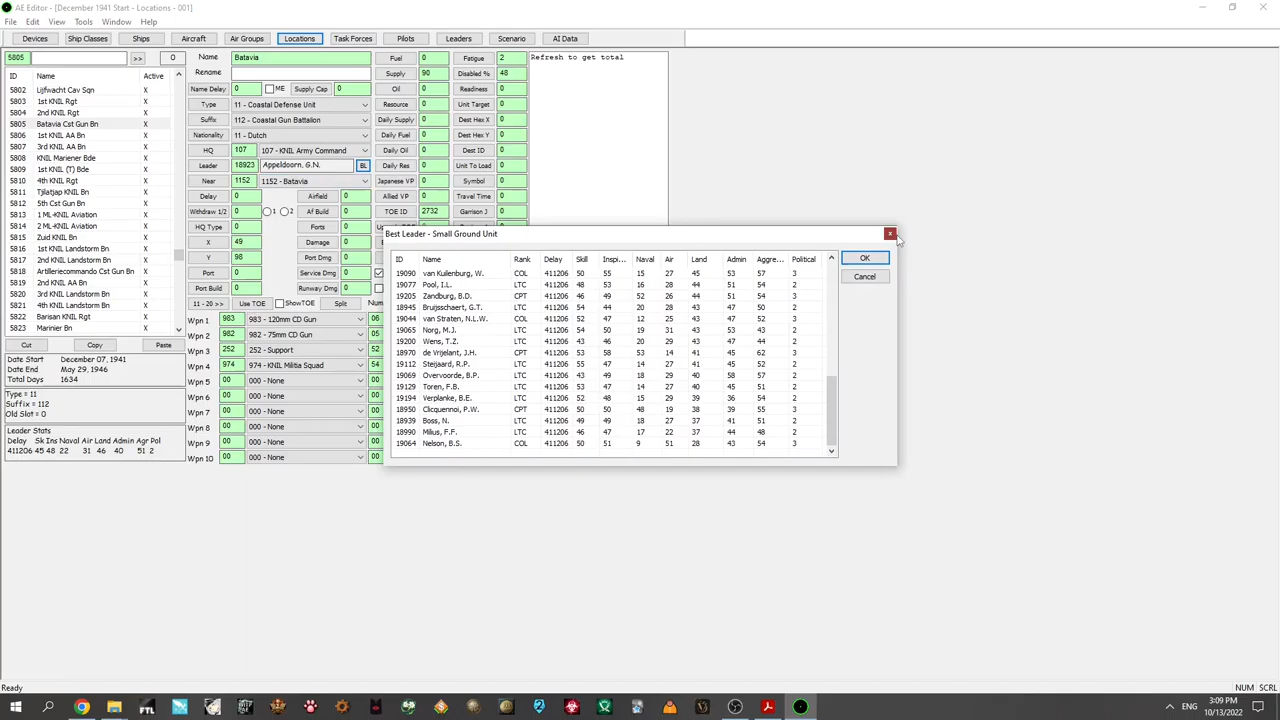 AE Editor - [December 1941 Start - Locations - 001]
File Edit View Tools Window Help
Devices Ship Classes Ships Aircraft Air Groups Locations Task Forces Pilots Leaders Scenario AI Data
5805 >> 0
ID Name Active
5802 Lijfwacht Cav Sqn X
5803 1st KNIL Rgt X
5804 2nd KNIL Rgt X
5805 Batavia Cst Gun Bn X
5806 1st KNIL AA Bn X
5807 3rd KNIL AA Bn X
5808 KNIL Mariener Bde X
5809 1st KNIL (T) Bde X
5810 4th KNIL Rgt X
5811 Tjilatjap KNIL Bn X
5812 5th Cst Gun Bn X
5813 1 ML-KNIL Aviation X
5814 2 ML-KNIL Aviation X
5815 Zuid KNIL Bn X
5816 1st KNIL Landstorm Bn X
5817 2nd KNIL Landstorm Bn X
5818 Artilleriecommando Cst Gun Bn X
5819 2nd KNIL Cav Sqn X
5820 3rd KNIL Landstorm Bn X
5821 4th KNIL Landstorm Bn X
5822 Barisan KNIL Rgt X
5823 Marinier Bn X
Cut Copy Paste
Date Start December 07, 1941
Date End May 29, 1946
Total Days 1634
Type = 11
Suffix = 112
Old Slot = 0
Leader Stats
Delay Sk Ins Naval Air Land Admin Agr Pol
411206 45 48 22 31 46 40 51 2
Name Batavia
Rename
Name Delay 0 ME Supply Cap 0
Type 11 - Coastal Defense Unit
Suffix 112 - Coastal Gun Battalion
Nationality 11 - Dutch
HQ 107 107 - KNIL Army Command
Leader 18923 Appeldoorn, G.N. BL
Near 1152 1152 - Batavia
Delay 0 Airfield 0
Withdraw 1/2 0 1 2 Af Build 0
HQ Type 0 Forts 0
X 49 Damage 0
Y 98 Port Dmg 0
Port 0 Service Dmg 0
Port Build 0 Runway Dmg 0
11 - 20 >> Use TOE ShowTOE Split Num
Wpn 1 983 983 - 120mm CD Gun 06
Wpn 2 982 982 - 75mm CD Gun 05
Wpn 3 252 252 - Support 52
Wpn 4 974 974 - KNIL Militia Squad 54
Wpn 5 00 000 - None 00
Wpn 6 00 000 - None 00
Wpn 7 00 000 - None 00
Wpn 8 00 000 - None 00
Wpn 9 00 000 - None 00
Wpn 10 00 000 - None 00
Fuel 0 Fatigue 2
Supply 90 Disabled % 48
Oil 0 Readiness 0
Resource 0 Unit Target 0
Daily Supply 0 Dest Hex X 0
Daily Fuel 0 Dest Hex Y 0
Daily Oil 0 Dest ID 0
Daily Res 0 Unit To Load 0
Japanese VP 0 Symbol 0
Allied VP 0 Travel Time 0
TOE ID 2732 Garrison J 0
Refresh to get total
Best Leader - Small Ground Unit
ID Name Rank Delay Skill Inspi... Naval Air Land Admin Aggre... Political
19090 van Kuilenburg, W. COL 411206 50 55 15 27 45 53 57 3
19077 Pool, I.L. LTC 411206 48 53 16 28 44 51 54 2
19205 Zandburg, B.D. CPT 411206 46 49 52 26 44 51 54 3
18945 Bruijsschaert, G.T. LTC 411206 54 44 20 28 43 47 50 2
19044 van Straten, N.L.W. COL 411206 52 47 12 25 43 47 52 3
19065 Norg, M.J. LTC 411206 54 50 19 31 43 53 43 2
19200 Wens, T.Z. LTC 411206 43 46 20 29 43 47 44 2
18970 de Vrijelant, J.H. CPT 411206 53 58 53 14 41 45 62 3
19112 Steijaard, R.P. LTC 411206 55 47 14 27 41 45 52 2
19069 Overvoorde, B.P. LTC 411206 43 49 18 29 40 58 57 2
19129 Toren, F.B. LTC 411206 53 47 14 27 40 45 51 2
19194 Verplanke, B.E. LTC 411206 52 48 15 29 39 38 54 2
18950 Clicquennoi, P.W. CPT 411206 50 50 48 19 38 39 55 3
18939 Boss, N. LTC 411206 49 49 18 27 37 41 51 2
18990 Milius, F.F. LTC 411206 46 47 17 22 37 44 48 2
19064 Nelson, B.S. COL 411206 50 51 9 51 28 43 54 3
OK
Cancel
Ready NUM SCRL
FTL
ENG 3:09 PM
10/13/2022